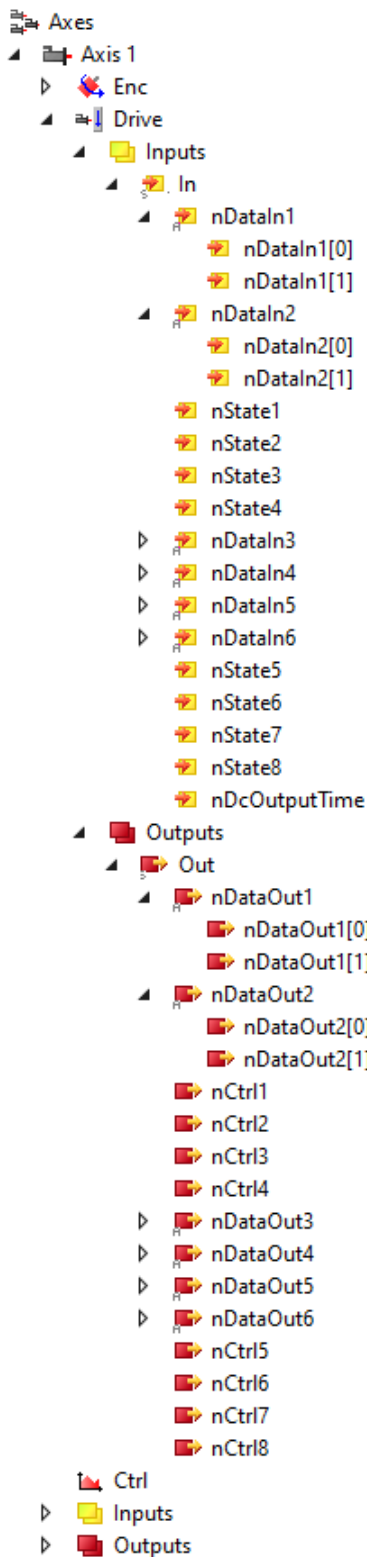 Axes
Axis 1
Enc
Drive
Inputs
In
nDataIn1
nDataIn1[0]
nDataIn1[1]
nDataIn2
nDataIn2[0]
nDataIn2[1]
nState1
nState2
nState3
nState4
nDataIn3
nDataIn4
nDataIn5
nDataIn6
nState5
nState6
nState7
nState8
nDcOutputTime
Outputs
Out
nDataOut1
nDataOut1[0]
nDataOut1[1]
nDataOut2
nDataOut2[0]
nDataOut2[1]
nCtrl1
nCtrl2
nCtrl3
nCtrl4
nDataOut3
nDataOut4
nDataOut5
nDataOut6
nCtrl5
nCtrl6
nCtrl7
nCtrl8
Ctrl
Inputs
Outputs